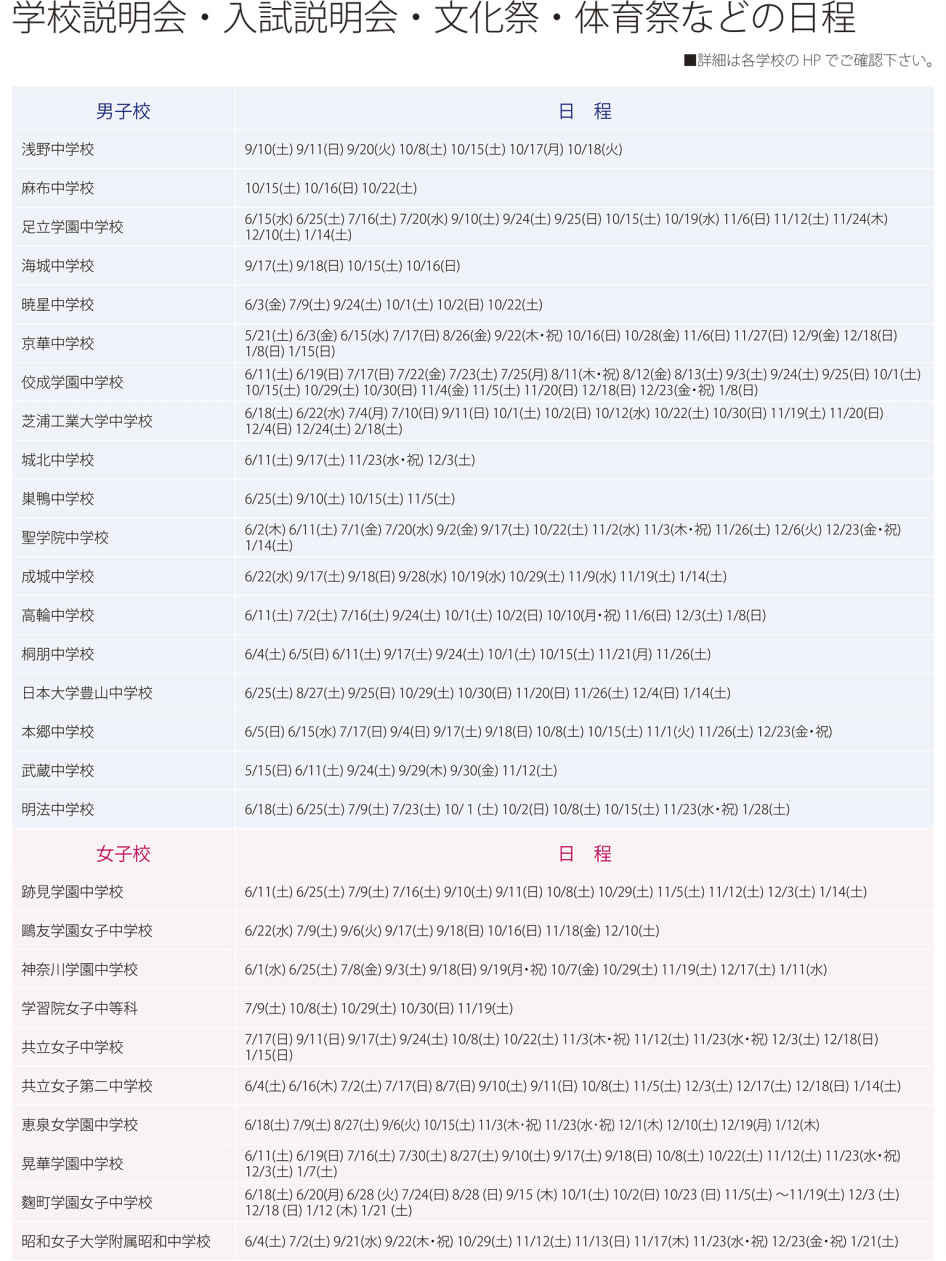 学校説明会・入試説明会・文化祭・体育祭などの日程
■詳細は各学校の HP でご確認下さい。
男子校 日 程
浅野中学校 9/10(土) 9/11(日) 9/20(火) 10/8(土) 10/15(土) 10/17(月) 10/18(火)
麻布中学校 10/15(土) 10/16(日) 10/22(土)
足立学園中学校 6/15(水) 6/25(土) 7/16(土) 7/20(水) 9/10(土) 9/24(土) 9/25(日) 10/15(土) 10/19(水) 11/6(日) 11/12(土) 11/24(木)
12/10(土) 1/14(土)
海城中学校 9/17(土) 9/18(日) 10/15(土) 10/16(日)
暁星中学校 6/3(金) 7/9(土) 9/24(土) 10/1(土) 10/2(日) 10/22(土)
京華中学校 5/21(土) 6/3(金) 6/15(水) 7/17(日) 8/26(金) 9/22(木・祝) 10/16(日) 10/28(金) 11/6(日) 11/27(日) 12/9(金) 12/18(日)
1/8(日) 1/15(日)
佼成学園中学校 6/11(土) 6/19(日) 7/17(日) 7/22(金) 7/23(土) 7/25(月) 8/11(木・祝) 8/12(金) 8/13(土) 9/3(土) 9/24(土) 9/25(日) 10/1(土)
10/15(土) 10/29(土) 10/30(日) 11/4(金) 11/5(土) 11/20(日) 12/18(日) 12/23(金・祝) 1/8(日)
芝浦工業大学中学校 6/18(土) 6/22(水) 7/4(月) 7/10(日) 9/11(日) 10/1(土) 10/2(日) 10/12(水) 10/22(土) 10/30(日) 11/19(土) 11/20(日)
12/4(日) 12/24(土) 2/18(土)
城北中学校 6/11(土) 9/17(土) 11/23(水・祝) 12/3(土)
巣鴨中学校 6/25(土) 9/10(土) 10/15(土) 11/5(土)
聖学院中学校 6/2(木) 6/11(土) 7/1(金) 7/20(水) 9/2(金) 9/17(土) 10/22(土) 11/2(水) 11/3(木・祝) 11/26(土) 12/6(火) 12/23(金・祝)
1/14(土)
成城中学校 6/22(水) 9/17(土) 9/18(日) 9/28(水) 10/19(水) 10/29(土) 11/9(水) 11/19(土) 1/14(土)
高輪中学校 6/11(土) 7/2(土) 7/16(土) 9/24(土) 10/1(土) 10/2(日) 10/10(月・祝) 11/6(日) 12/3(土) 1/8(日)
桐朋中学校 6/4(土) 6/5(日) 6/11(土) 9/17(土) 9/24(土) 10/1(土) 10/15(土) 11/21(月) 11/26(土)
日本大学豊山中学校 6/25(土) 8/27(土) 9/25(日) 10/29(土) 10/30(日) 11/20(日) 11/26(土) 12/4(日) 1/14(土)
本郷中学校 6/5(日) 6/15(水) 7/17(日) 9/4(日) 9/17(土) 9/18(日) 10/8(土) 10/15(土) 11/1(火) 11/26(土) 12/23(金・祝)
武蔵中学校 5/15(日) 6/11(土) 9/24(土) 9/29(木) 9/30(金) 11/12(土)
明法中学校 6/18(土) 6/25(土) 7/9(土) 7/23(土) 10/ 1 (土) 10/2(日) 10/8(土) 10/15(土) 11/23(水・祝) 1/28(土)
女子校 日 程
跡見学園中学校 6/11(土) 6/25(土) 7/9(土) 7/16(土) 9/10(土) 9/11(日) 10/8(土) 10/29(土) 11/5(土) 11/12(土) 12/3(土) 1/14(土)
鷗友学園女子中学校 6/22(水) 7/9(土) 9/6(火) 9/17(土) 9/18(日) 10/16(日) 11/18(金) 12/10(土)
神奈川学園中学校 6/1(水) 6/25(土) 7/8(金) 9/3(土) 9/18(日) 9/19(月・祝) 10/7(金) 10/29(土) 11/19(土) 12/17(土) 1/11(水)
学習院女子中等科 7/9(土) 10/8(土) 10/29(土) 10/30(日) 11/19(土)
共立女子中学校 7/17(日) 9/11(日) 9/17(土) 9/24(土) 10/8(土) 10/22(土) 11/3(木・祝) 11/12(土) 11/23(水・祝) 12/3(土) 12/18(日)
1/15(日)
共立女子第二中学校 6/4(土) 6/16(木) 7/2(土) 7/17(日) 8/7(日) 9/10(土) 9/11(日) 10/8(土) 11/5(土) 12/3(土) 12/17(土) 12/18(日) 1/14(土)
恵泉女学園中学校 6/18(土) 7/9(土) 8/27(土) 9/6(火) 10/15(土) 11/3(木・祝) 11/23(水・祝) 12/1(木) 12/10(土) 12/19(月) 1/12(木)
晃華学園中学校 6/11(土) 6/19(日) 7/16(土) 7/30(土) 8/27(土) 9/10(土) 9/17(土) 9/18(日) 10/8(土) 10/22(土) 11/12(土) 11/23(水・祝)
12/3(土) 1/7(土)
麴町学園女子中学校 6/18(土) 6/20(月) 6/28 (火) 7/24(日) 8/28 (日) 9/15 (木) 10/1(土) 10/2(日) 10/23 (日) 11/5(土) ～11/19(土) 12/3 (土)
12/18 (日) 1/12 (木) 1/21 (土)
昭和女子大学附属昭和中学校 6/4(土) 7/2(土) 9/21(水) 9/22(木・祝) 10/29(土) 11/12(土) 11/13(日) 11/17(木) 11/23(水・祝) 12/23(金・祝) 1/21(土)